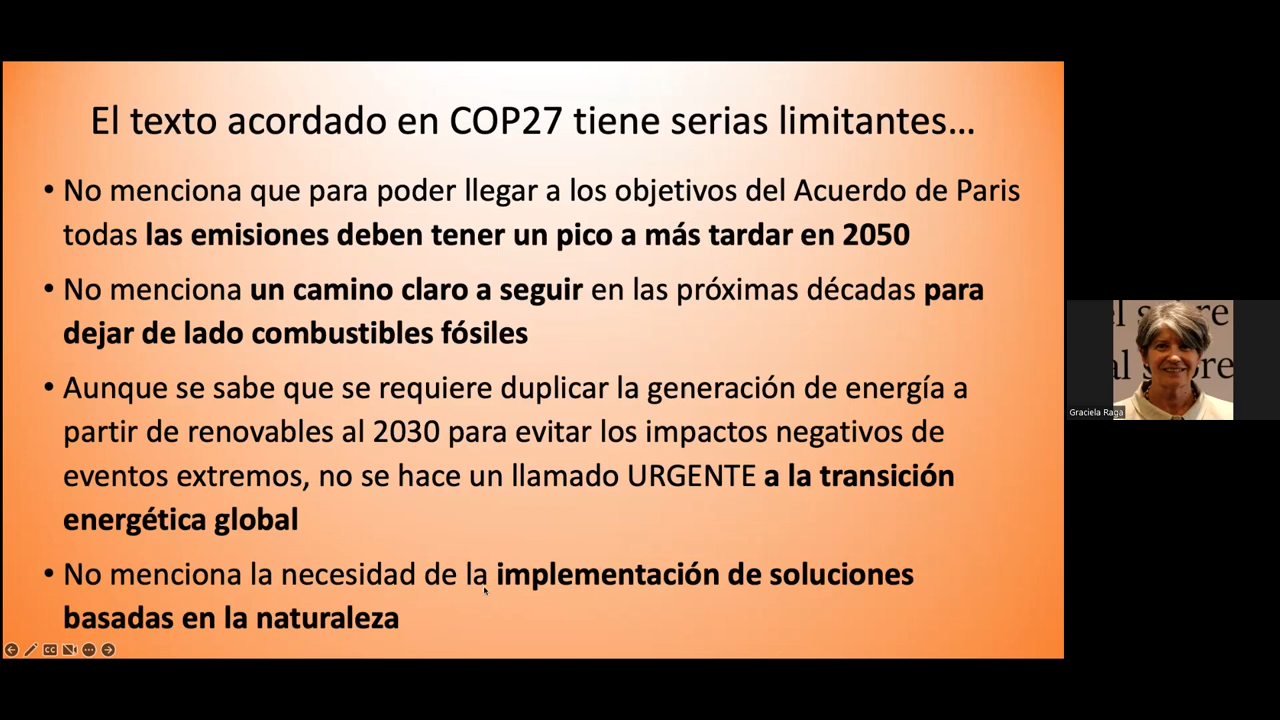 El texto acordado en COP27 tiene serias limitantes...
• No menciona que para poder llegar a los objetivos del Acuerdo de Paris
todas las emisiones deben tener un pico a más tardar en 2050
• No menciona un camino claro a seguir en las próximas décadas para
dejar de lado combustibles fósiles
• Aunque se sabe que se requiere duplicar la generación de energía a
partir de renovables al 2030 para evitar los impactos negativos de
eventos extremos, no se hace un llamado URGENTE a la transición
energética global
• No menciona la necesidad de la implementación de soluciones
basadas en la naturaleza
CC
el sobre
al sobre
Graciela Raga